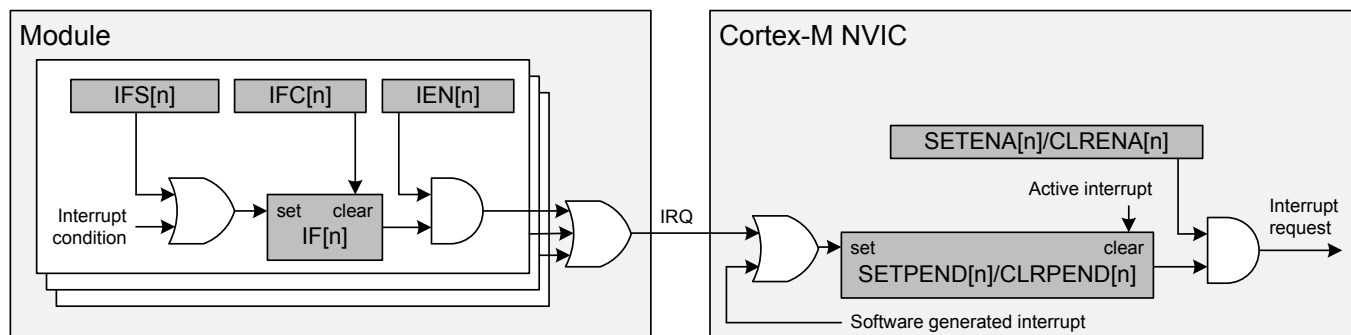 Module
IFS[n]
IFC[n]
IEN[n]
Interrupt
condition
set clear
IF[n]
IRQ
Cortex-M NVIC
SETENA[n]/CLRENA[n]
Active interrupt
set clear
SETPEND[n]/CLRPEND[n]
Interrupt
request
Software generated interrupt